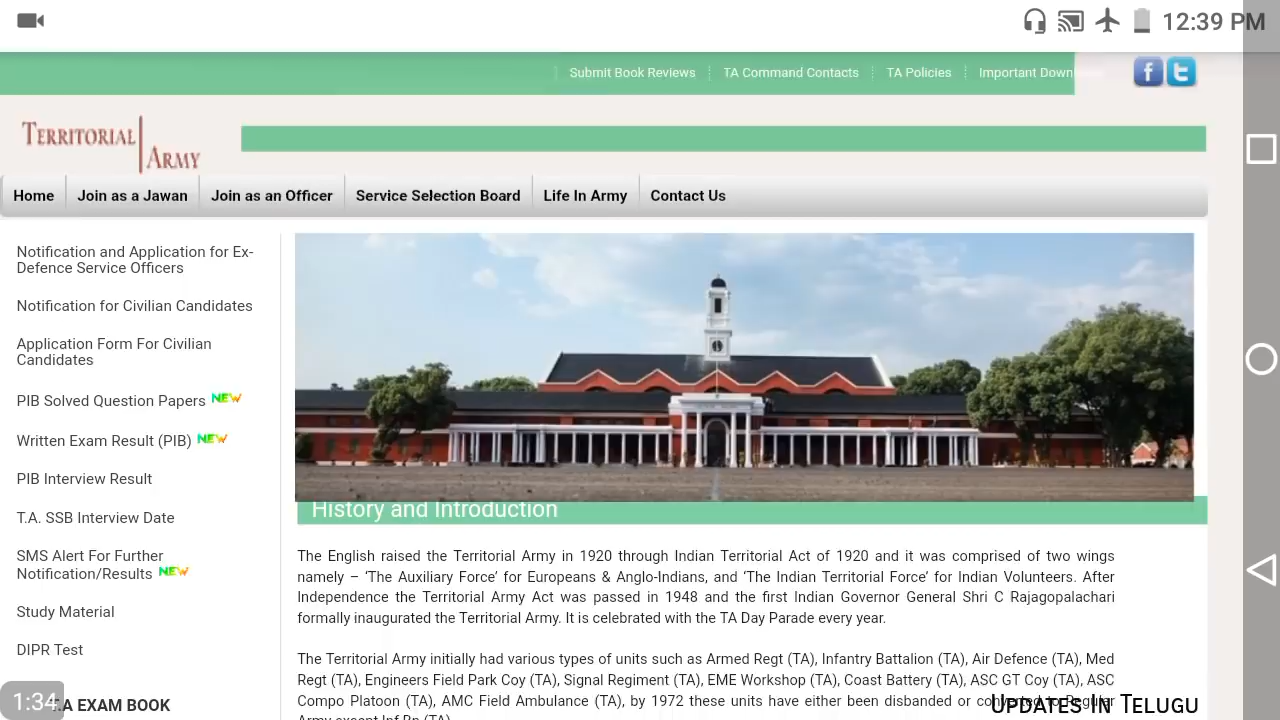 12:39 PM
Submit Book Reviews TA Command Contacts TA Policies Important Down
TERRITORIAL
ARMY
Home Join as a Jawan Join as an Officer Service Selection Board Life In Army Contact Us
Notification and Application for Ex-
Defence Service Officers
Notification for Civilian Candidates
Application Form For Civilian
Candidates
PIB Solved Question Papers NEW
Written Exam Result (PIB) NEW
PIB Interview Result
T.A. SSB Interview Date
SMS Alert For Further
Notification/Results NEW
Study Material
DIPR Test
T.A EXAM BOOK
1:34
History and Introduction
The English raised the Territorial Army in 1920 through Indian Territorial Act of 1920 and it was comprised of two wings
namely – ‘The Auxiliary Force’ for Europeans & Anglo-Indians, and ‘The Indian Territorial Force’ for Indian Volunteers. After
Independence the Territorial Army Act was passed in 1948 and the first Indian Governor General Shri C Rajagopalachari
formally inaugurated the Territorial Army. It is celebrated with the TA Day Parade every year.
The Territorial Army initially had various types of units such as Armed Regt (TA), Infantry Battalion (TA), Air Defence (TA), Med
Regt (TA), Engineers Field Park Coy (TA), Signal Regiment (TA), EME Workshop (TA), Coast Battery (TA), ASC GT Coy (TA), ASC
Compo Platoon (TA), AMC Field Ambulance (TA), by 1972 these units have either been disbanded or converted to Regular
Army except Inf Bn (TA)
UPDATES IN TELUGU